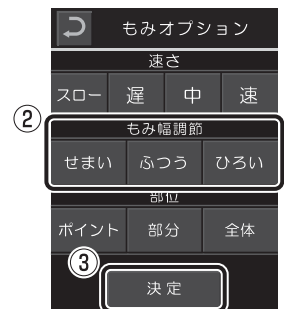 もみオプション
速さ
スロー 遅 中 速
②
もみ幅調節
せまい ふつう ひろい
部位
ポイント 部分 全体
③
決定